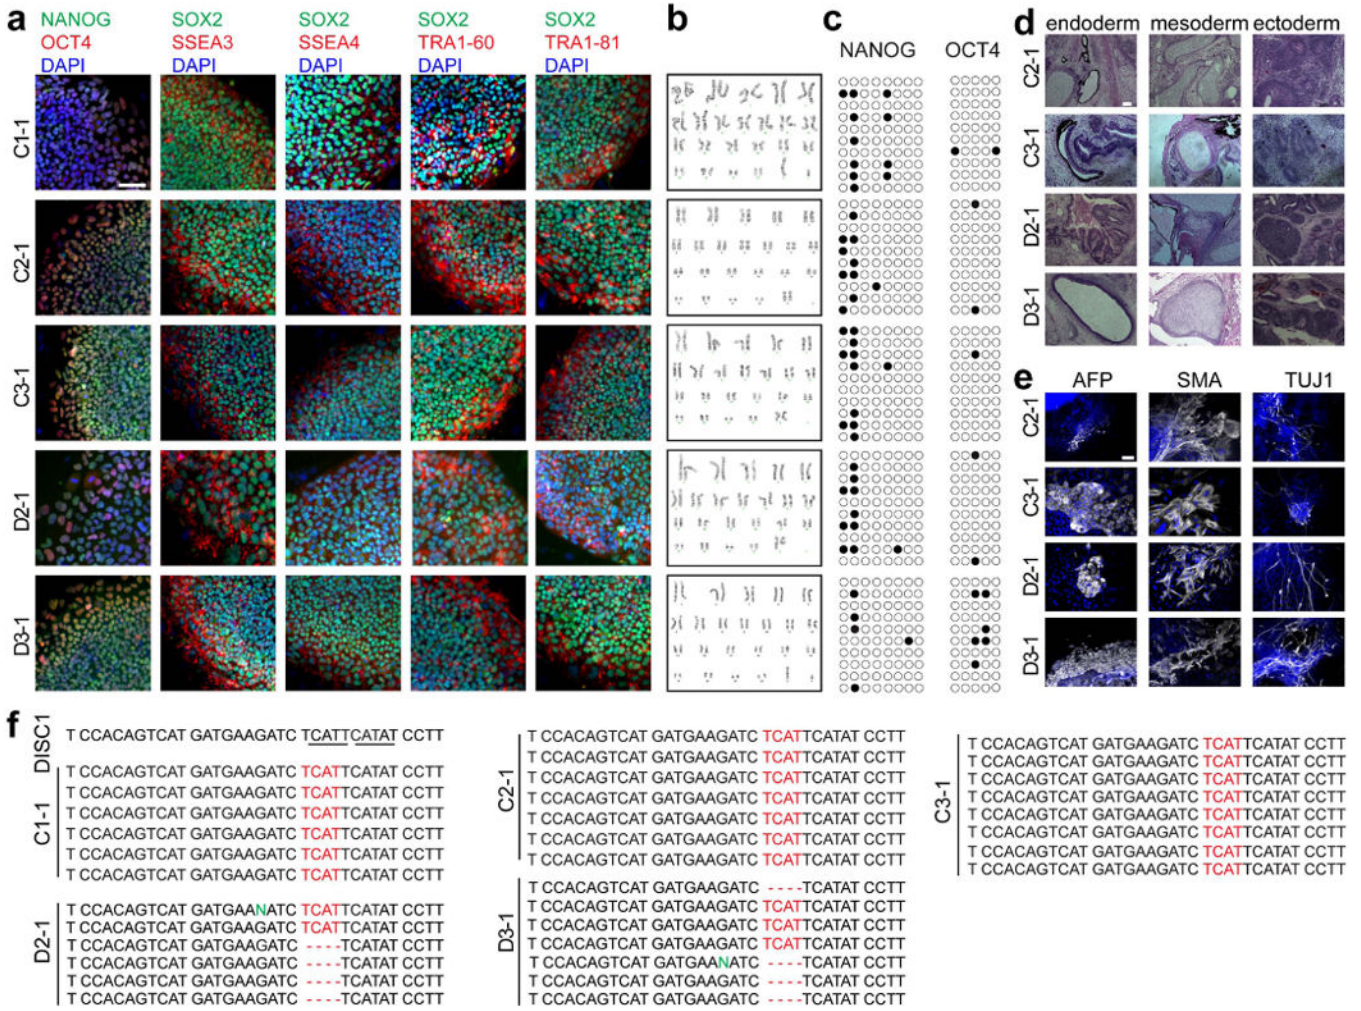 a
NANOG SOX2 SOX2 SOX2 SOX2
OCT4 SSEA3 SSEA4 TRA1-60 TRA1-81
DAPI DAPI DAPI DAPI DAPI
C1-1
C2-1
C3-1
D2-1
D3-1
b
c
NANOG OCT4
d
endoderm mesoderm ectoderm
C2-1
C3-1
D2-1
D3-1
e
AFP SMA TUJ1
C2-1
C3-1
D2-1
D3-1
f
DISC1
T CCACAGTCAT GATGAAGATC TCATTCATAT CCTT
C1-1
T CCACAGTCAT GATGAAGATC TCATTCATAT CCTT
T CCACAGTCAT GATGAAGATC TCATTCATAT CCTT
T CCACAGTCAT GATGAAGATC TCATTCATAT CCTT
T CCACAGTCAT GATGAAGATC TCATTCATAT CCTT
T CCACAGTCAT GATGAAGATC TCATTCATAT CCTT
T CCACAGTCAT GATGAAGATC TCATTCATAT CCTT
D2-1
T CCACAGTCAT GATGAANATC TCATTCATAT CCTT
T CCACAGTCAT GATGAAGATC TCATTCATAT CCTT
T CCACAGTCAT GATGAAGATC ----TCATAT CCTT
T CCACAGTCAT GATGAAGATC ----TCATAT CCTT
T CCACAGTCAT GATGAAGATC ----TCATAT CCTT
T CCACAGTCAT GATGAAGATC ----TCATAT CCTT
C2-1
T CCACAGTCAT GATGAAGATC TCATTCATAT CCTT
T CCACAGTCAT GATGAAGATC TCATTCATAT CCTT
T CCACAGTCAT GATGAAGATC TCATTCATAT CCTT
T CCACAGTCAT GATGAAGATC TCATTCATAT CCTT
T CCACAGTCAT GATGAAGATC TCATTCATAT CCTT
T CCACAGTCAT GATGAAGATC TCATTCATAT CCTT
T CCACAGTCAT GATGAAGATC TCATTCATAT CCTT
D3-1
T CCACAGTCAT GATGAAGATC ----TCATAT CCTT
T CCACAGTCAT GATGAAGATC TCATTCATAT CCTT
T CCACAGTCAT GATGAAGATC TCATTCATAT CCTT
T CCACAGTCAT GATGAAGATC TCATTCATAT CCTT
T CCACAGTCAT GATGAANATC ----TCATAT CCTT
T CCACAGTCAT GATGAAGATC ----TCATAT CCTT
T CCACAGTCAT GATGAAGATC ----TCATAT CCTT
C3-1
T CCACAGTCAT GATGAAGATC TCATTCATAT CCTT
T CCACAGTCAT GATGAAGATC TCATTCATAT CCTT
T CCACAGTCAT GATGAAGATC TCATTCATAT CCTT
T CCACAGTCAT GATGAAGATC TCATTCATAT CCTT
T CCACAGTCAT GATGAAGATC TCATTCATAT CCTT
T CCACAGTCAT GATGAAGATC TCATTCATAT CCTT
T CCACAGTCAT GATGAAGATC TCATTCATAT CCTT
T CCACAGTCAT GATGAAGATC TCATTCATAT CCTT